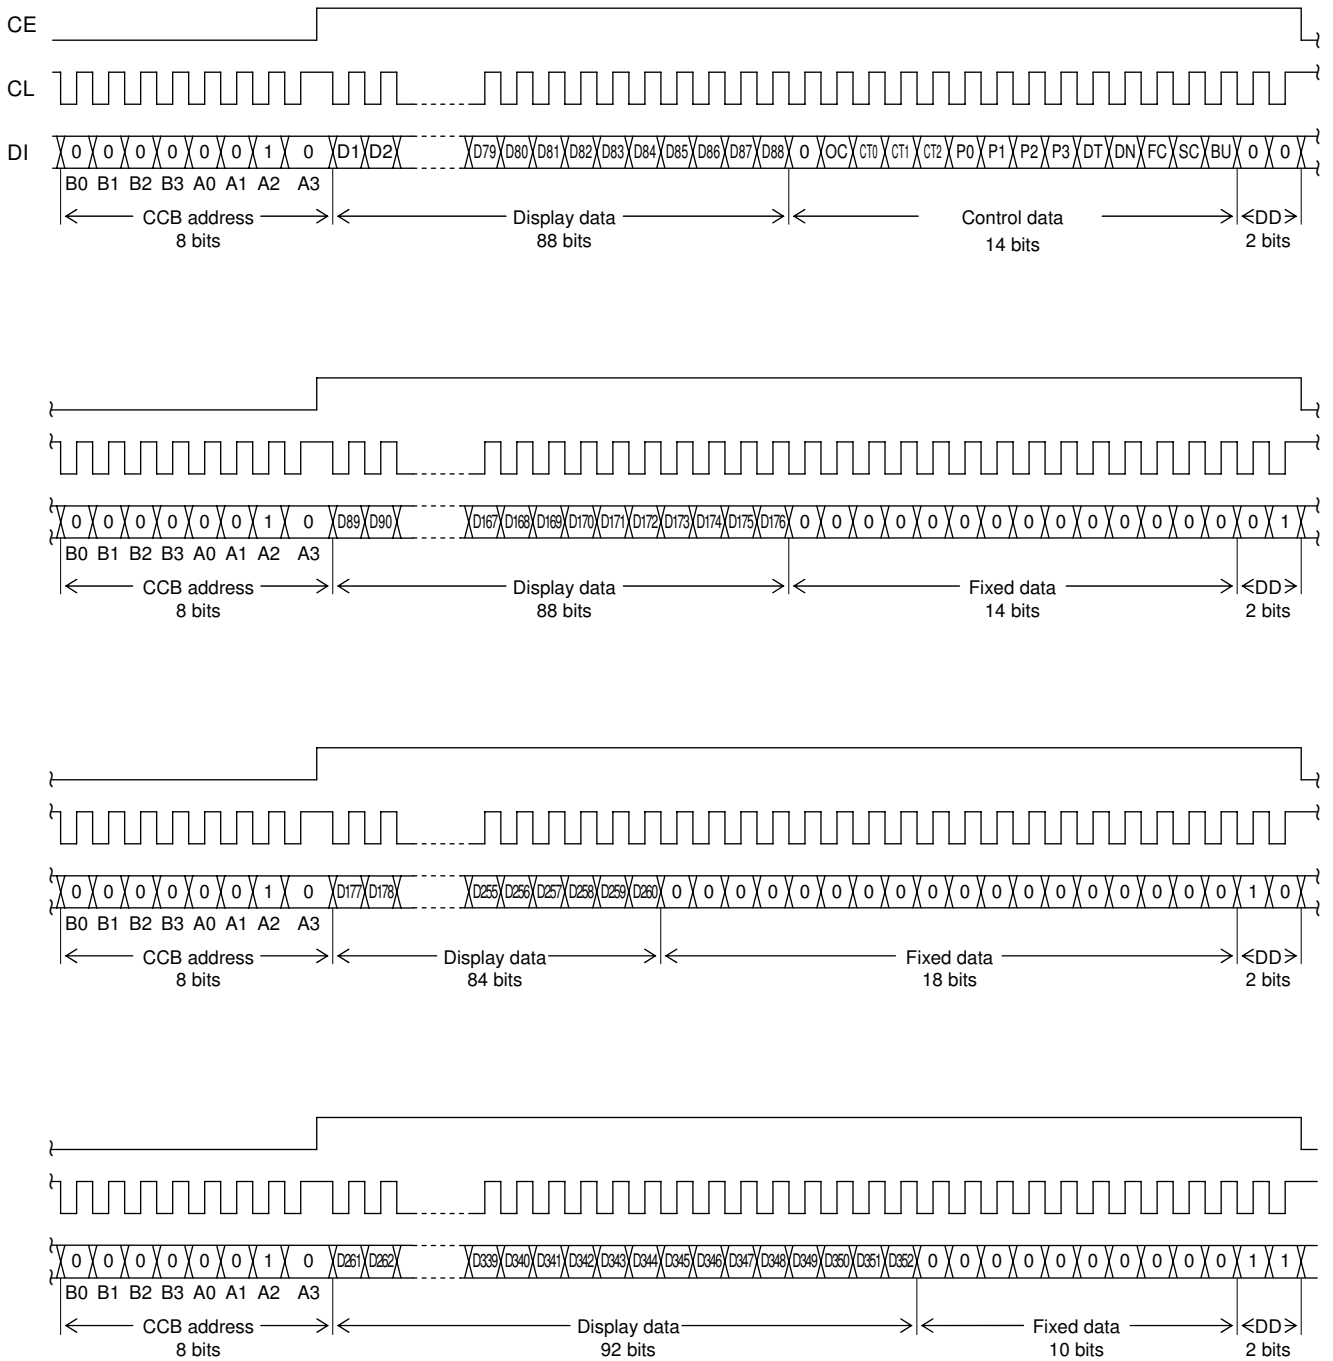 CE
CL
DI 0 0 0 0 0 0 1 0 D1 D2 D79 D80 D81 D82 D83 D84 D85 D86 D87 D88 0 OC CT0 CT1 CT2 P0 P1 P2 P3 DT DN FC SC BU 0 0
B0 B1 B2 B3 A0 A1 A2 A3
CCB address Display data Control data DD
8 bits 88 bits 14 bits 2 bits
0 0 0 0 0 0 1 0 D89 D90 D167 D168 D169 D170 D171 D172 D173 D174 D175 D176 0 0 0 0 0 0 0 0 0 0 0 0 0 0 0 1
B0 B1 B2 B3 A0 A1 A2 A3
CCB address Display data Fixed data DD
8 bits 88 bits 14 bits 2 bits
0 0 0 0 0 0 1 0 D177 D178 D255 D256 D257 D258 D259 D260 0 0 0 0 0 0 0 0 0 0 0 0 0 0 0 0 0 0 1 0
B0 B1 B2 B3 A0 A1 A2 A3
CCB address Display data Fixed data DD
8 bits 84 bits 18 bits 2 bits
0 0 0 0 0 0 1 0 D261 D262 D339 D340 D341 D342 D343 D344 D345 D346 D347 D348 D349 D350 D351 D352 0 0 0 0 0 0 0 0 0 0 1 1
B0 B1 B2 B3 A0 A1 A2 A3
CCB address Display data Fixed data DD
8 bits 92 bits 10 bits 2 bits